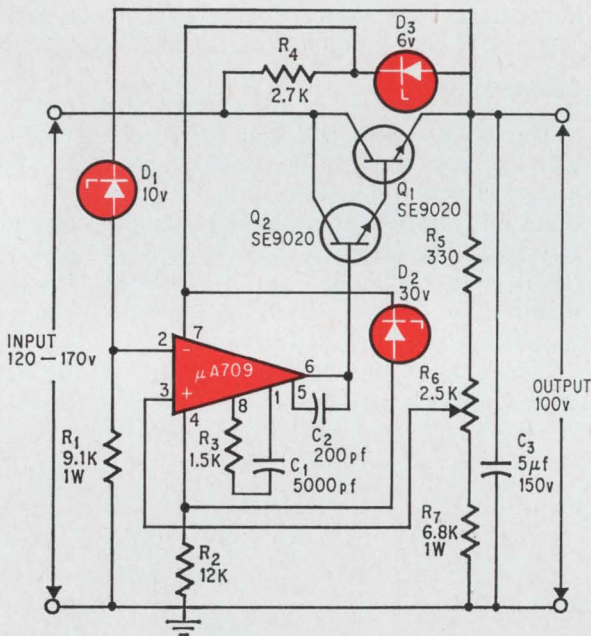 D3
6v
R4
2.7K
D1
10v
Q1
SE9020
Q2
SE9020
R5
330
D2
30v
INPUT
120–170v
2
7
–
μA709
6
+
3
4
8
1
5
R6
2.5K
OUTPUT
100v
R1
9.1K
1W
R3
1.5K
C2
200pf
C1
5000pf
C3
5μf
150v
R7
6.8K
1W
R2
12K